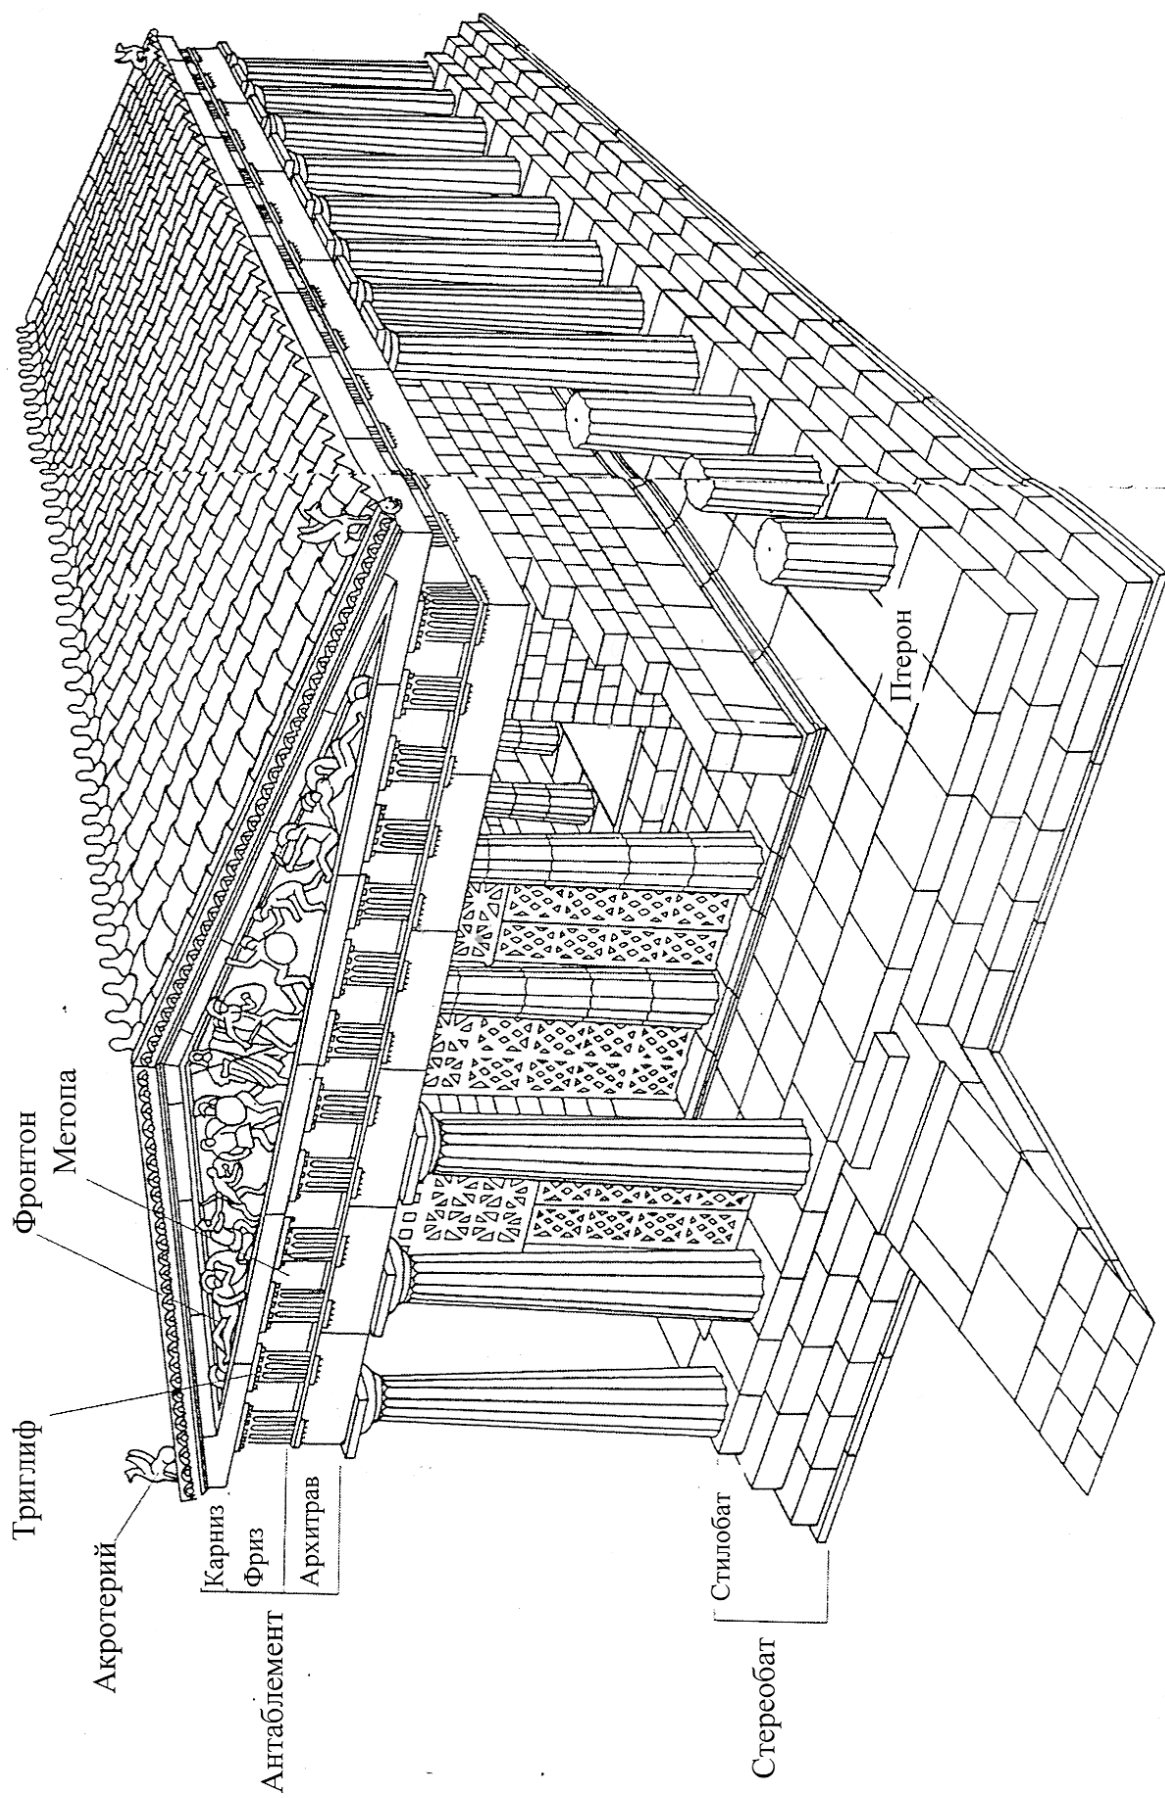 Фронтон
Метопа
Триглиф
Акротерий
Карниз
Фриз
Архитрав
Антаблемент
Стилобат
Стереобат
Птерон